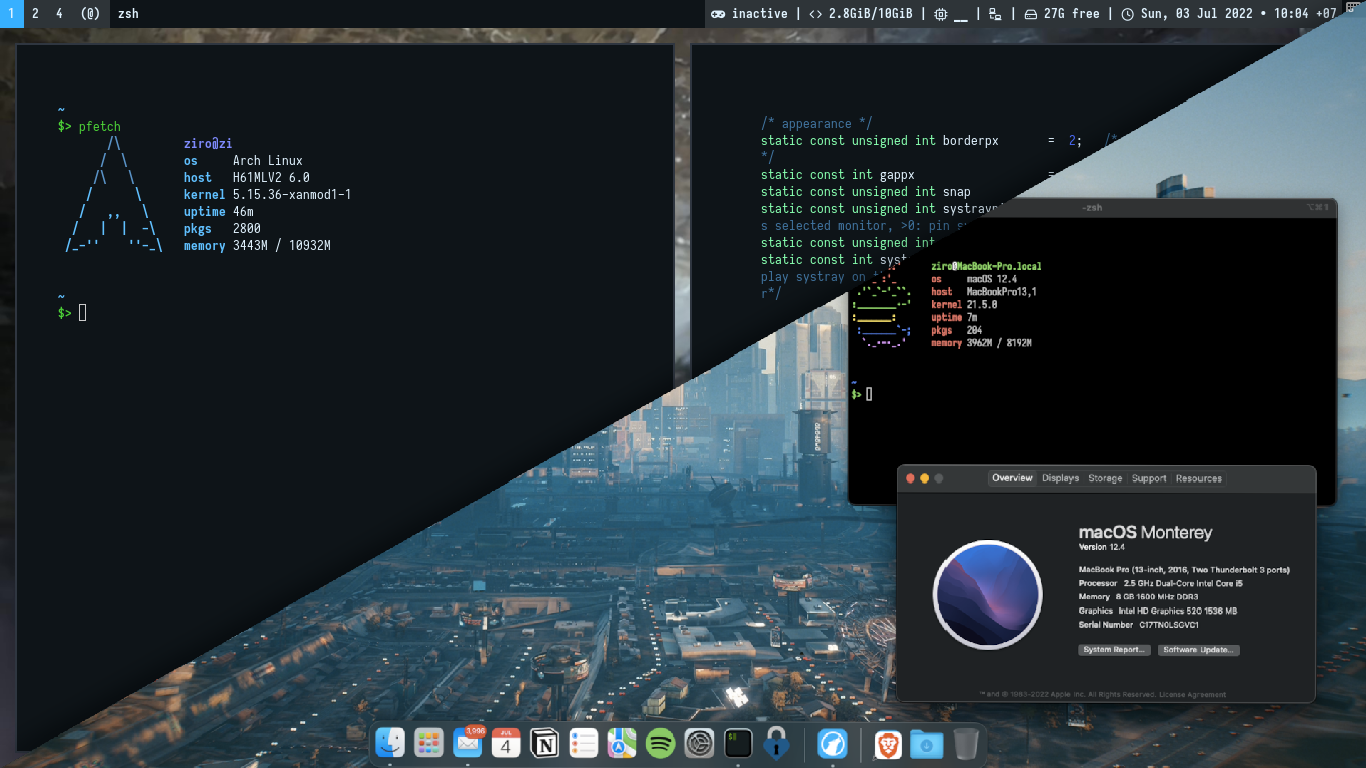 1 2 4 (@) zsh
inactive | 2.8GiB/10GiB | __ | | 27G free | Sun, 03 Jul 2022 • 10:04 +07
~
$> pfetch
ziro@zi
os Arch Linux
host H61MLV2 6.0
kernel 5.15.36-xanmod1-1
uptime 46m
pkgs 2800
memory 3443M / 10932M
~
$>
/* appearance */
static const unsigned int borderpx = 2; /*
*/
static const int gappx =
static const unsigned int snap
static const unsigned int
s selected monitor, >0: pin
static const unsigned int
static const int
play systray on
r*/
-zsh
ziro@MacBook-Pro.local
os macOS 12.4
host MacBookPro13,1
kernel 21.5.0
uptime 7m
pkgs 204
memory 3962M / 8192M
~
$>
Overview Displays Storage Support Resources
macOS Monterey
Version 12.4
MacBook Pro (13-inch, 2016, Two Thunderbolt 3 ports)
Processor 2.5 GHz Dual-Core Intel Core i5
Memory 8 GB 1600 MHz DDR3
Graphics Intel HD Graphics 520 1536 MB
Serial Number C17TN0LSGVC1
System Report... Software Update...
™ and © 1983-2022 Apple Inc. All Rights Reserved. License Agreement
JUL
4
$